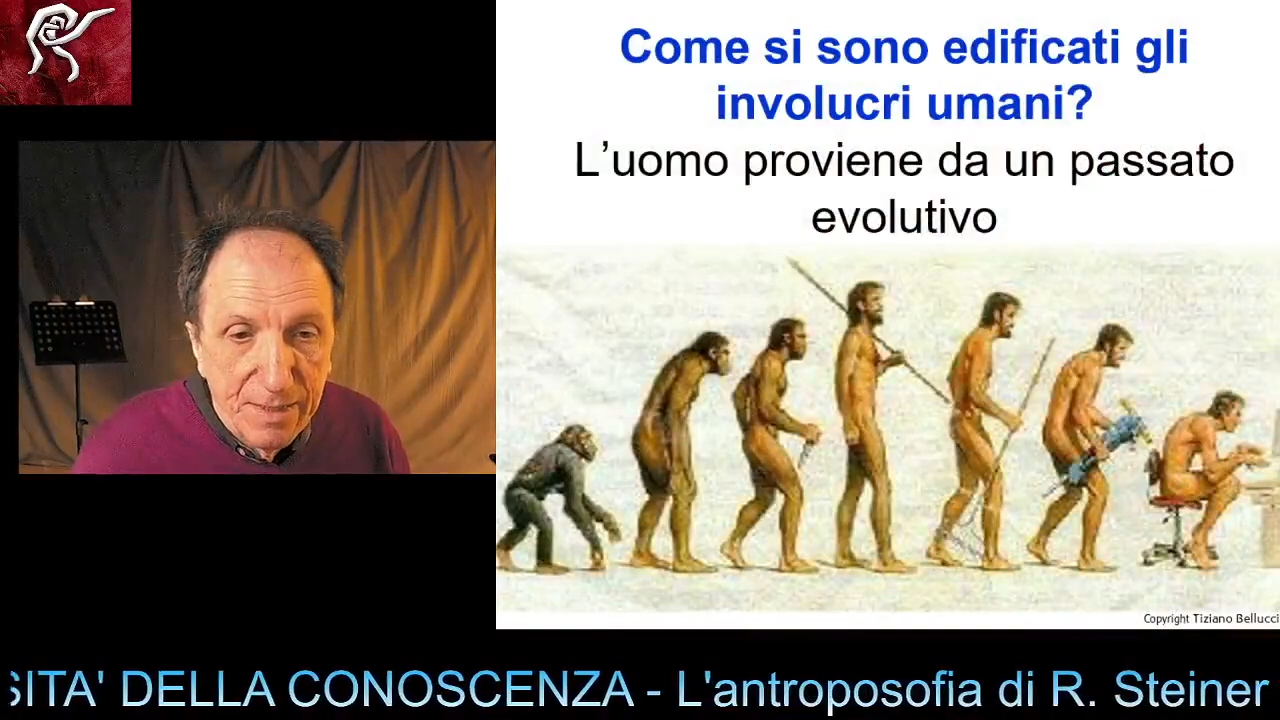 Come si sono edificati gli
involucri umani?
L’uomo proviene da un passato
evolutivo
Copyright Tiziano Bellucci
SITA' DELLA CONOSCENZA - L'antroposofia di R. Steiner